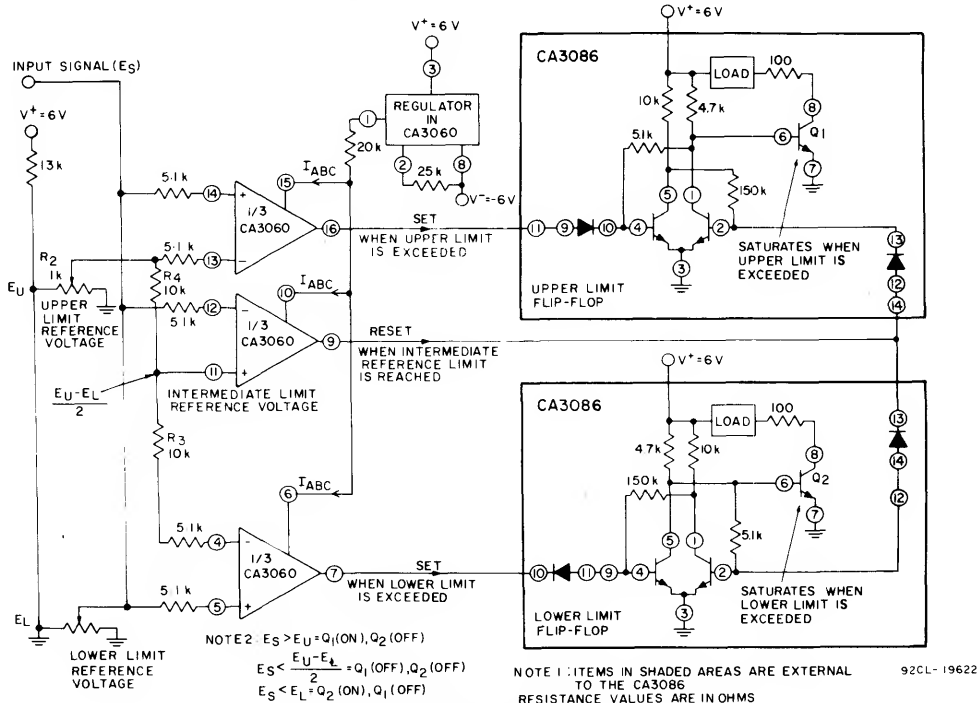 V+=6V
INPUT SIGNAL (ES)
V+=6V
13k
V+=6V
3
REGULATOR
IN
CA3060
1
2
8
20k
25k
V-=-6V
IABC
15
5.1k
14
+
1/3
CA3060
16
5.1k
13
-
SET
WHEN UPPER LIMIT
IS EXCEEDED
R2
1k
EU
UPPER
LIMIT
REFERENCE
VOLTAGE
R4
10k
12
5.1k
-
1/3
CA3060
10
IABC
9
RESET
WHEN INTERMEDIATE
REFERENCE LIMIT
IS REACHED
11
+
EU-EL
2
INTERMEDIATE LIMIT
REFERENCE VOLTAGE
R3
10k
6
IABC
5.1k
4
-
1/3
CA3060
7
SET
WHEN LOWER LIMIT
IS EXCEEDED
5.1k
5
+
EL
LOWER LIMIT
REFERENCE
VOLTAGE
NOTE 2: ES>EU=Q1(ON), Q2(OFF)
ES< EU-EL
2
=Q1(OFF), Q2(OFF)
ES<EL=Q2(ON), Q1(OFF)
V+=6V
CA3086
LOAD
100
10k
4.7k
8
5.1k
6
Q1
7
150k
5
1
11
9
10
4
2
3
SATURATES WHEN
UPPER LIMIT IS
EXCEEDED
13
12
14
UPPER LIMIT
FLIP-FLOP
V+=6V
CA3086
LOAD
100
4.7k
10k
8
150k
6
Q2
7
5.1k
5
1
10
11
9
4
2
3
SATURATES WHEN
LOWER LIMIT IS
EXCEEDED
13
14
12
LOWER LIMIT
FLIP-FLOP
NOTE 1: ITEMS IN SHADED AREAS ARE EXTERNAL
TO THE CA3086
RESISTANCE VALUES ARE IN OHMS
92CL-19622